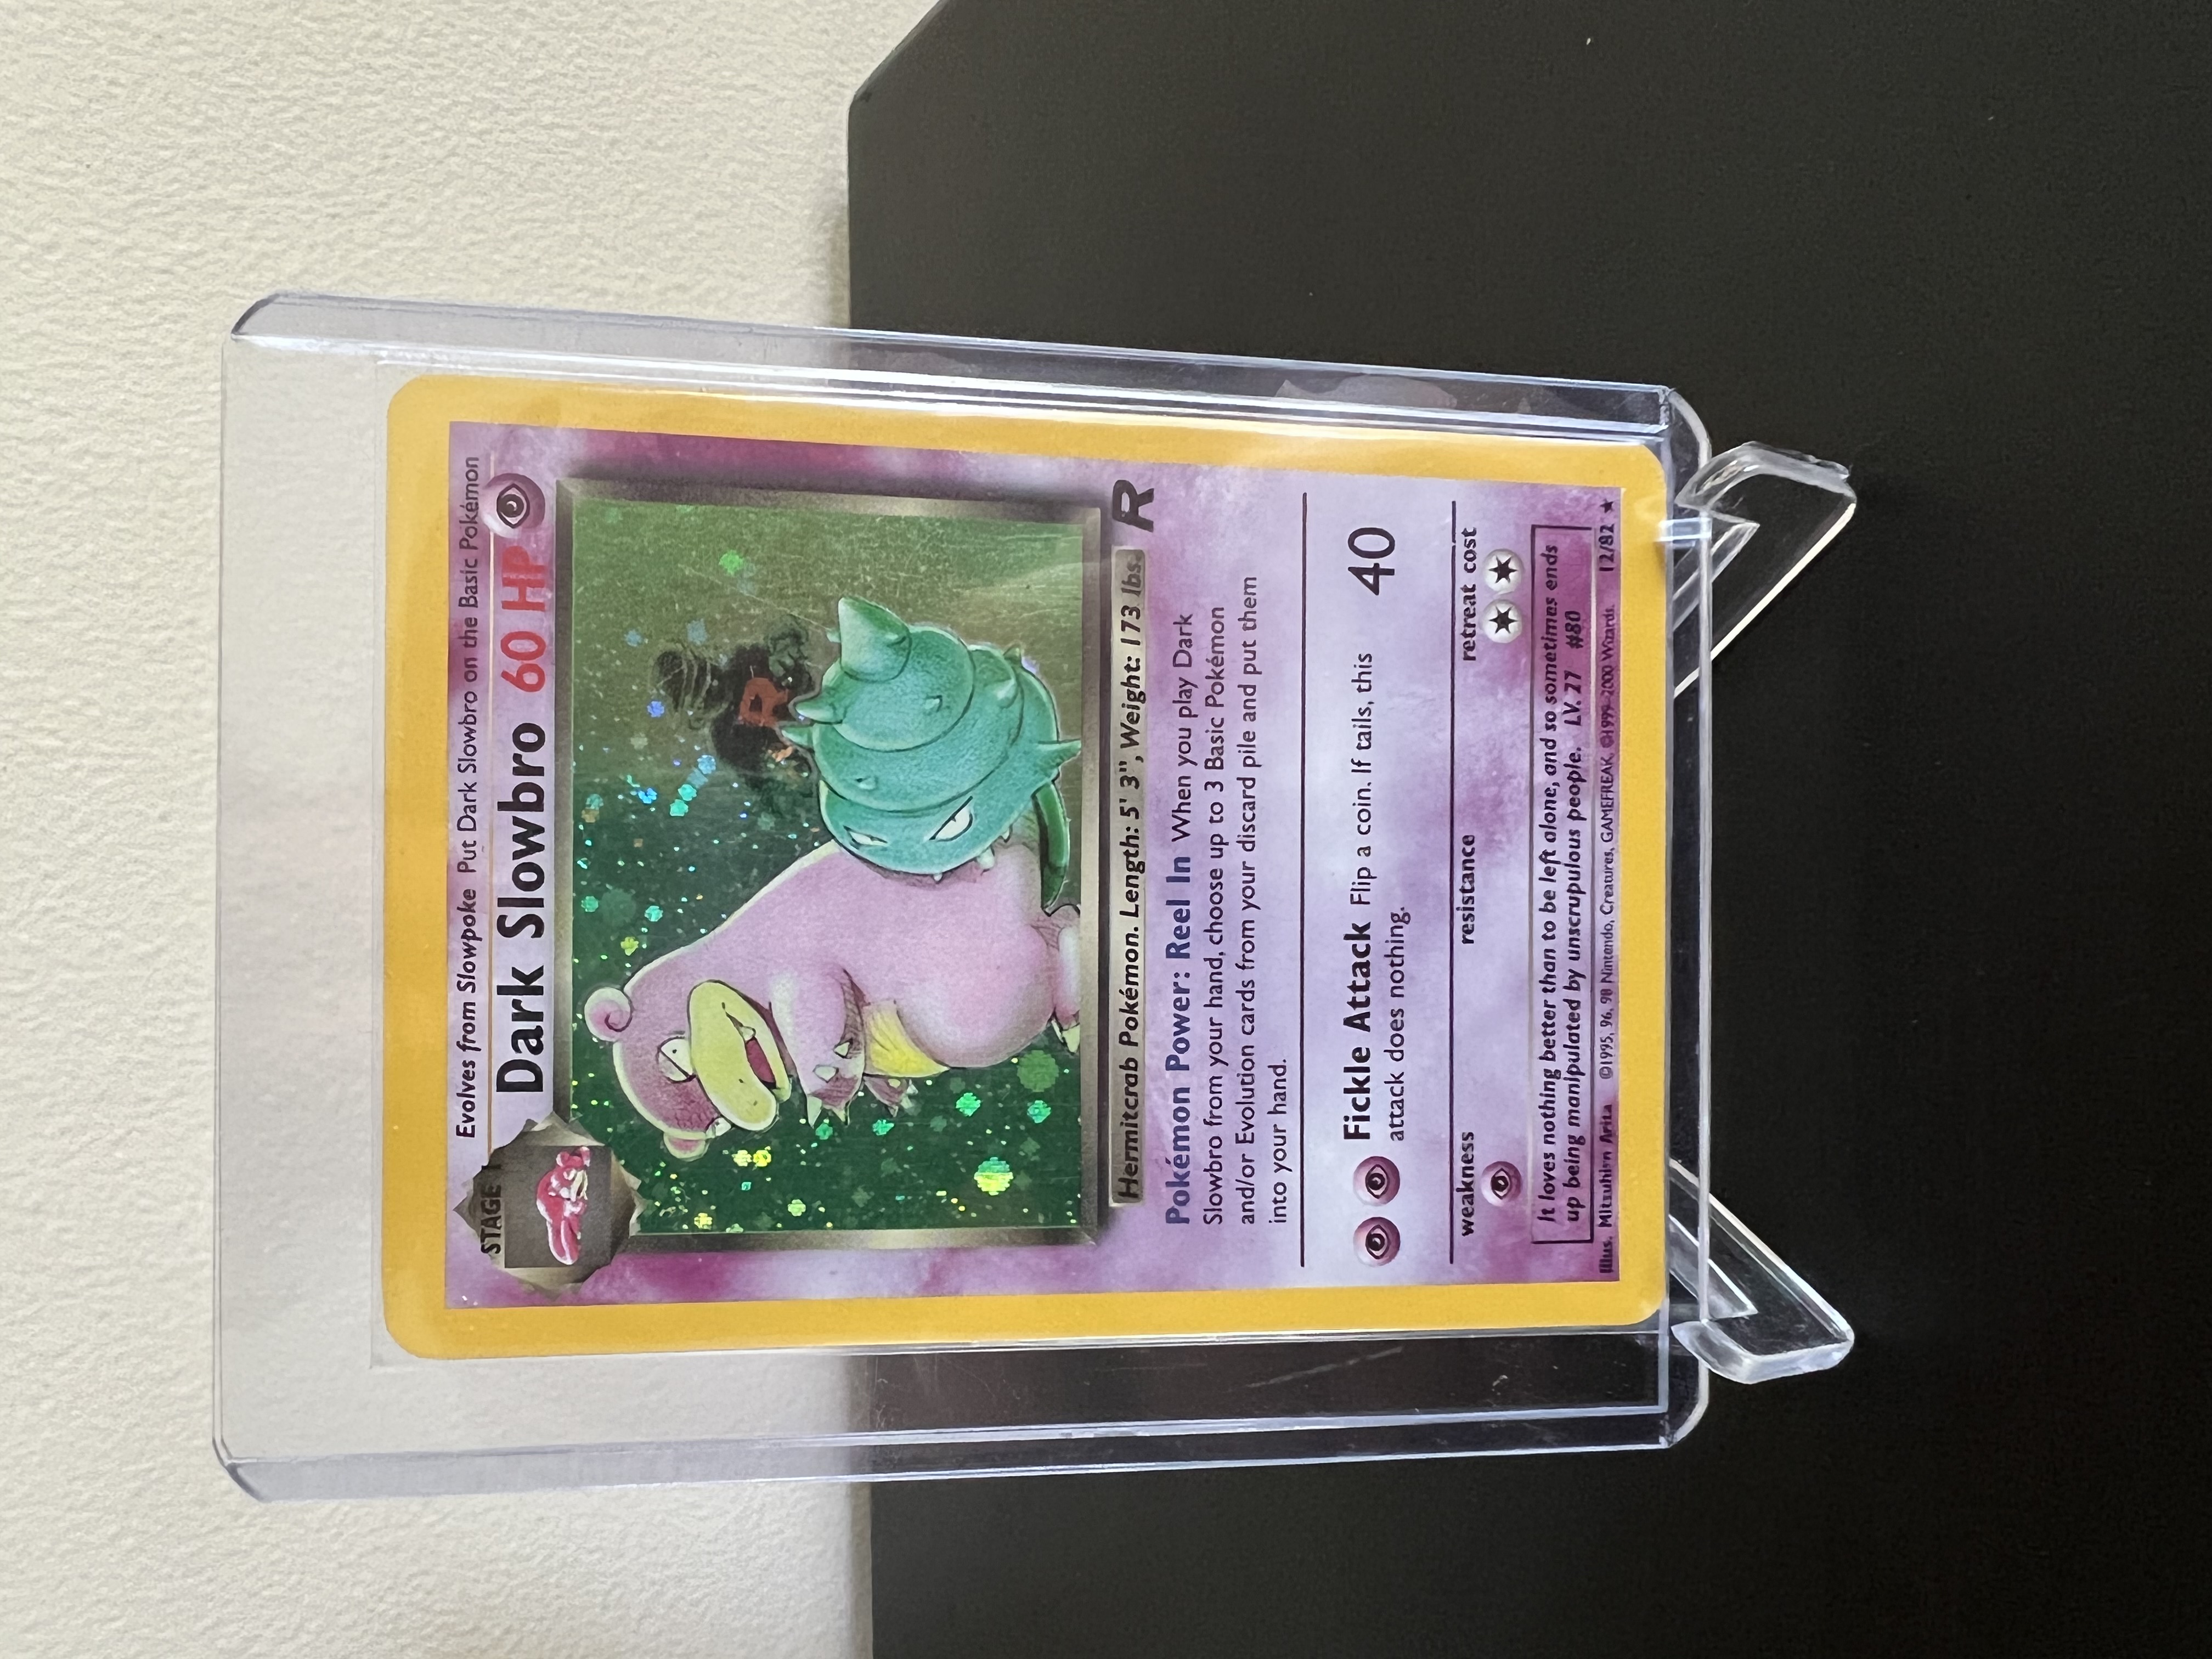 Evolves from Slowpoke Put Dark Slowbro on the Basic Pokémon
STAGE 1
Dark Slowbro 60 HP
R
Hermitcrab Pokémon. Length: 5' 3", Weight: 173 lbs.
R
Pokémon Power: Reel In When you play Dark
Slowbro from your hand, choose up to 3 Basic Pokémon
and/or Evolution cards from your discard pile and put them
into your hand.
Fickle Attack Flip a coin. If tails, this 40
attack does nothing.
weakness resistance retreat cost
It loves nothing better than to be left alone, and so sometimes ends
up being manipulated by unscrupulous people. LV. 27 #80
Illus. Mitsuhiro Arita ©1995, 96, 98 Nintendo, Creatures, GAMEFREAK. ©1999-2000 Wizards. 12/82 ★